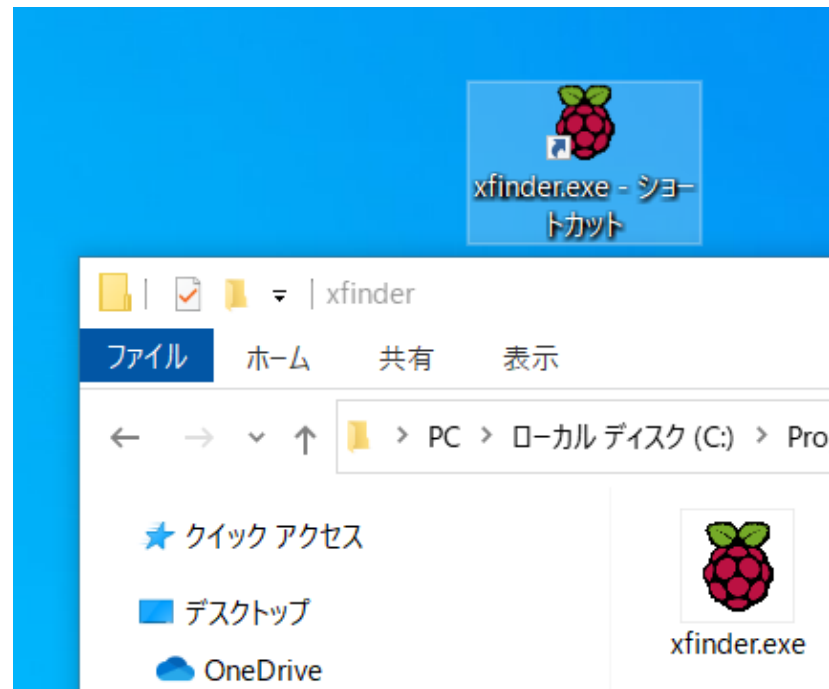 xfinder.exe - ショー
トカット
xfinder
ファイル ホーム 共有 表示
PC ローカル ディスク (C:) Pro
クイック アクセス
デスクトップ
xfinder.exe
OneDrive